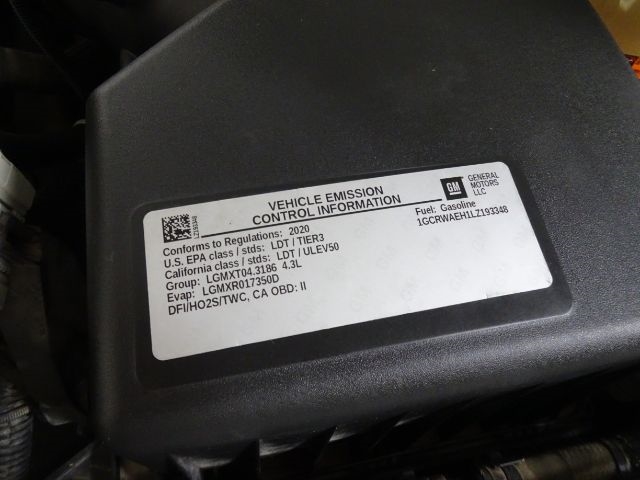 VEHICLE EMISSION
CONTROL INFORMATION
GM
GENERAL
MOTORS
LLC
LZ193348
Conforms to Regulations: 2020
Fuel: Gasoline
U.S. EPA class / stds: LDT / TIER3
1GCRWAEH1LZ193348
California class / stds: LDT / ULEV50
Group: LGMXT04.3186 4.3L
Evap: LGMXR017350D
DFI/HO2S/TWC, CA OBD: II